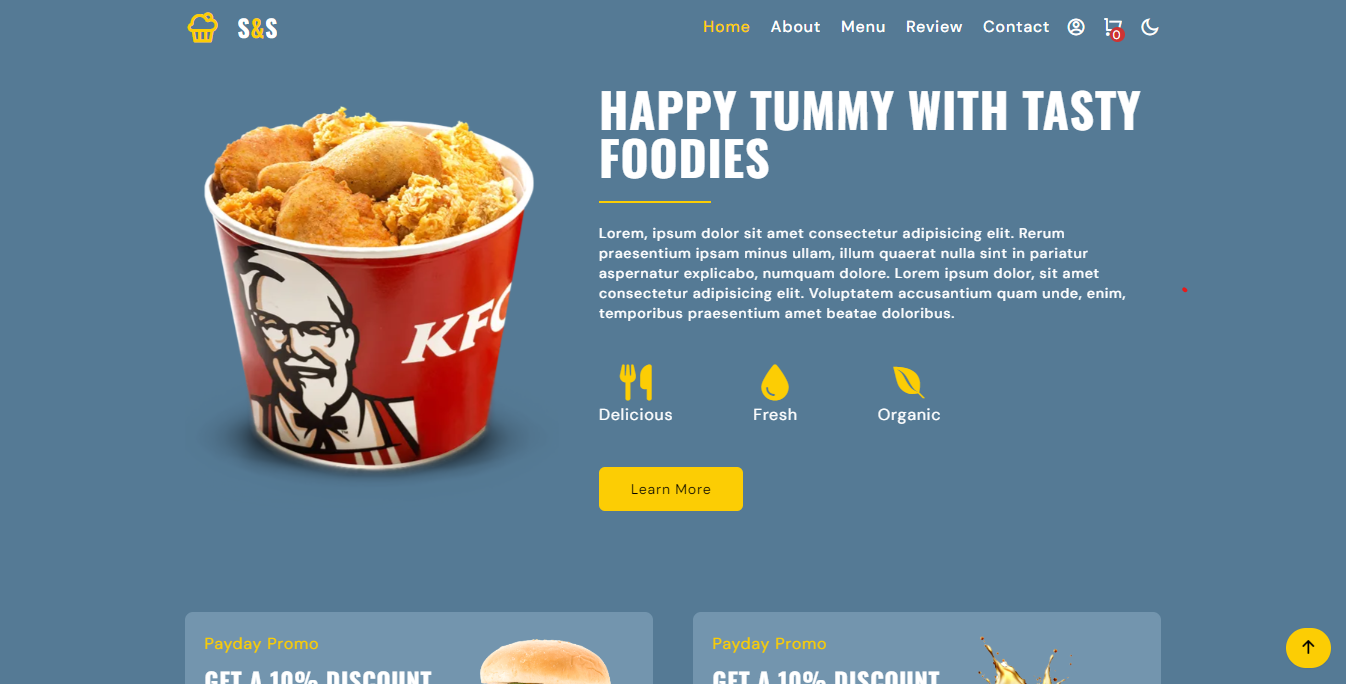 S&S
Home About Menu Review Contact
0
HAPPY TUMMY WITH TASTY
FOODIES
Lorem, ipsum dolor sit amet consectetur adipisicing elit. Rerum
praesentium ipsam minus ullam, illum quaerat nulla sint in pariatur
aspernatur explicabo, numquam dolore. Lorem ipsum dolor, sit amet
consectetur adipisicing elit. Voluptatem accusantium quam unde, enim,
temporibus praesentium amet beatae doloribus.
KFC
Delicious Fresh Organic
Learn More
Payday Promo
GET A 10% DISCOUNT
Payday Promo
GET A 10% DISCOUNT